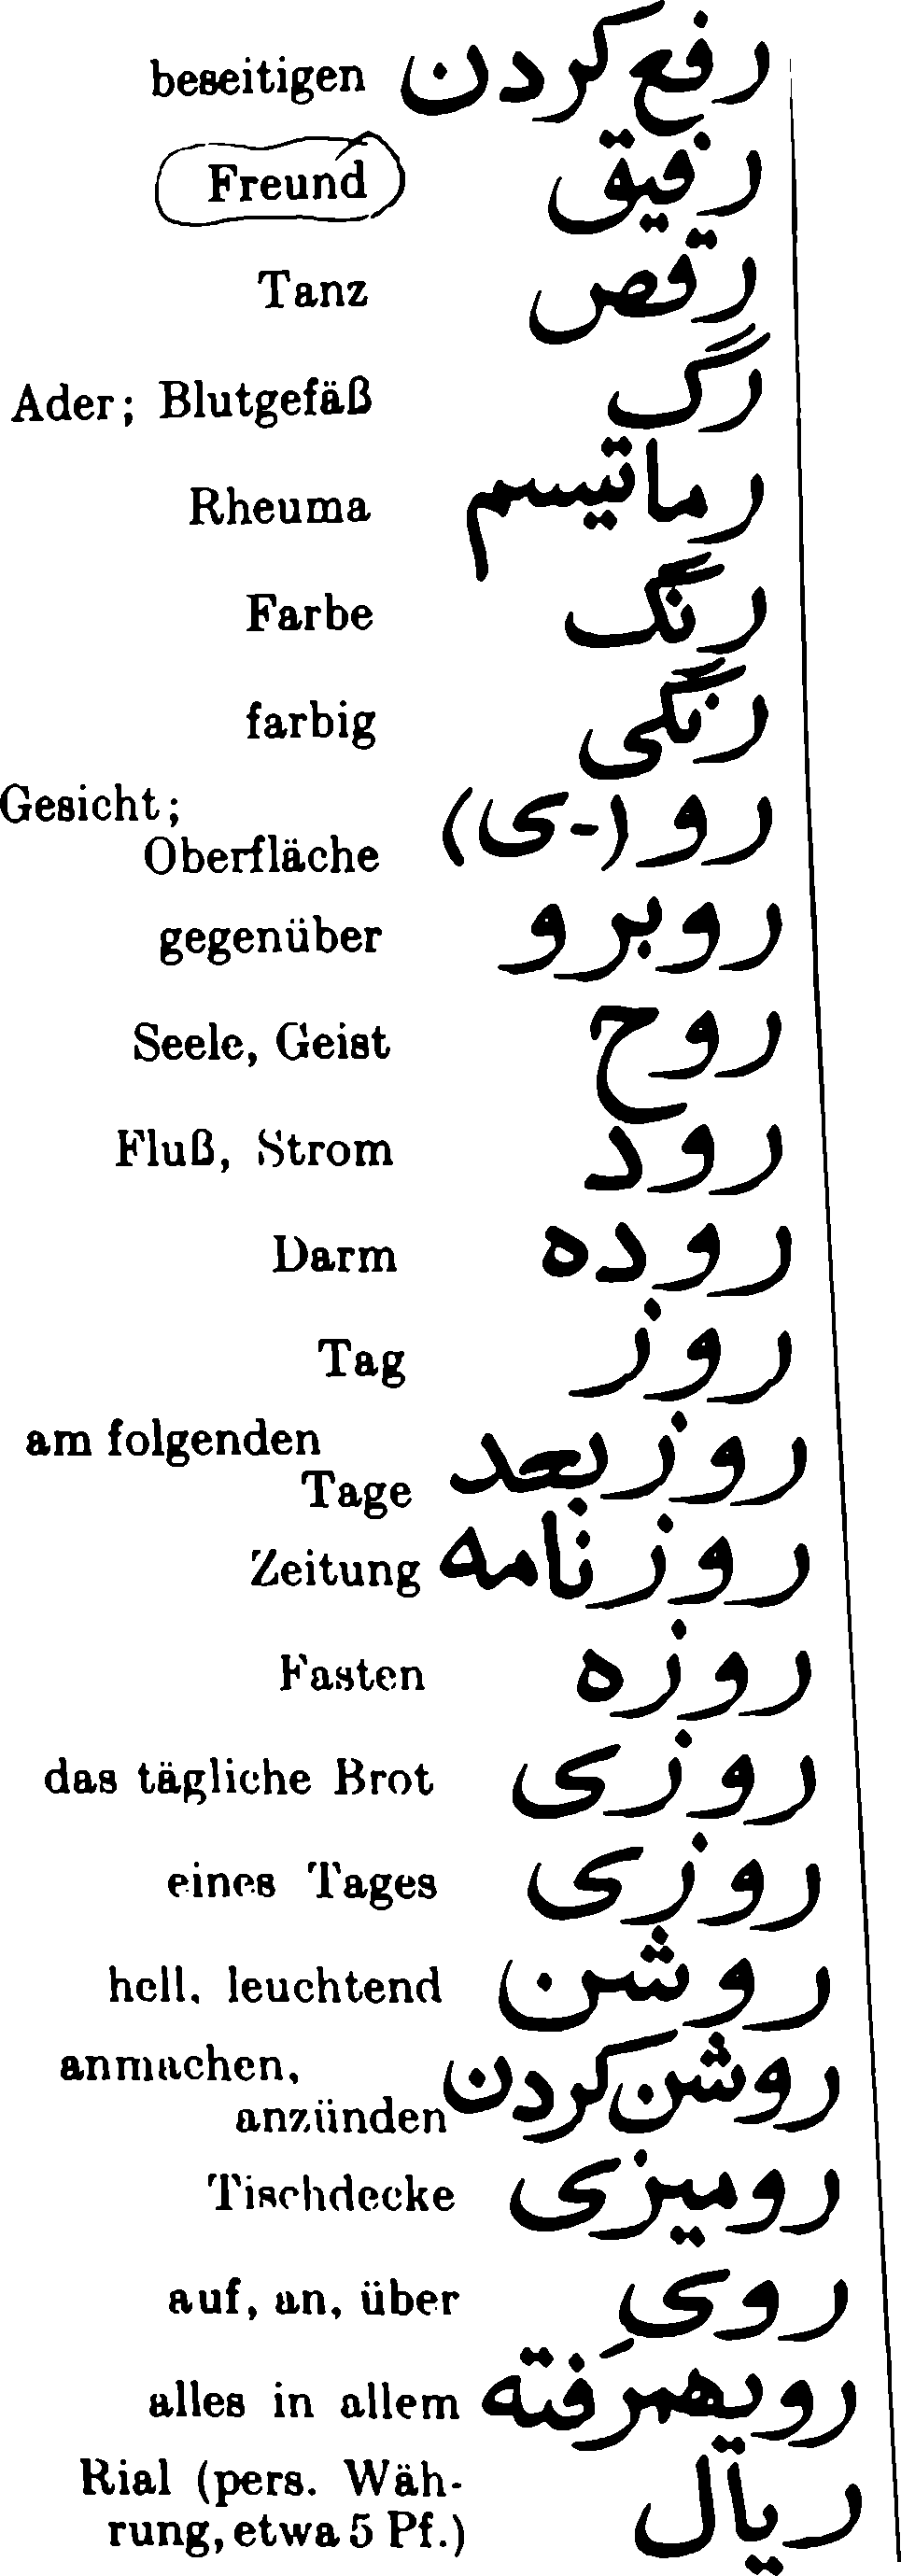 beseitigen رفع کردن
Freund رفیق
Tanz رقص
Ader; Blutgefäß رگ
Rheuma رماتیسم
Farbe رنگ
farbig رنگی
Gesicht;
Oberfläche رو (-ی)
gegenüber روبرو
Seele, Geist روح
Fluß, Strom رود
Darm روده
Tag روز
am folgenden
Tage روز بعد
Zeitung روزنامه
Fasten روزه
das tägliche Brot روزی
eines Tages روزی
hell, leuchtend روشن
anmachen,
anzünden روشن کردن
Tischdecke رومیزی
auf, an, über رویِ
alles in allem رویهمرفته
Rial (pers. Wäh-
rung, etwa 5 Pf.) ریال